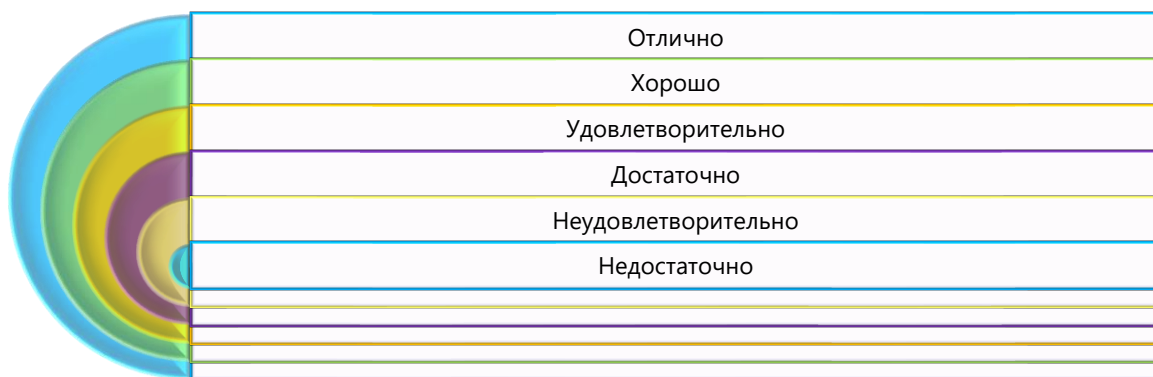 Отлично
Хорошо
Удовлетворительно
Достаточно
Неудовлетворительно
Недостаточно